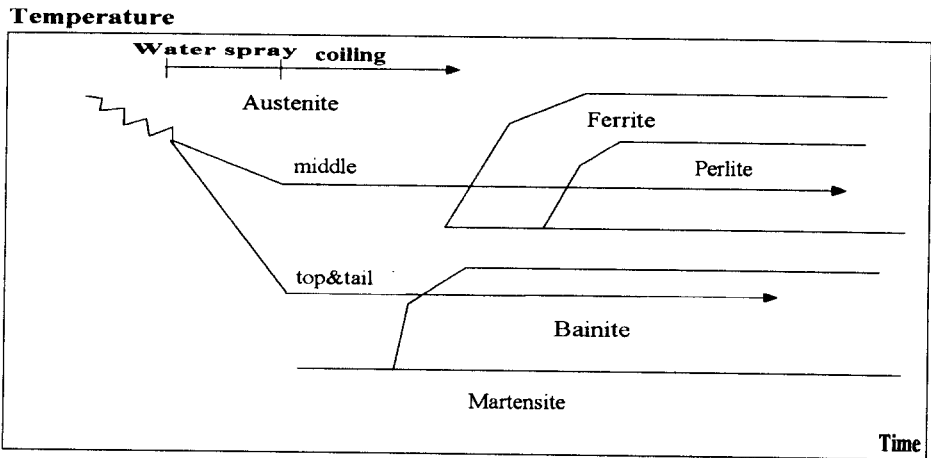 Temperature
Water spray coiling
Austenite
Ferrite
middle
Perlite
top&tail
Bainite
Martensite
Time